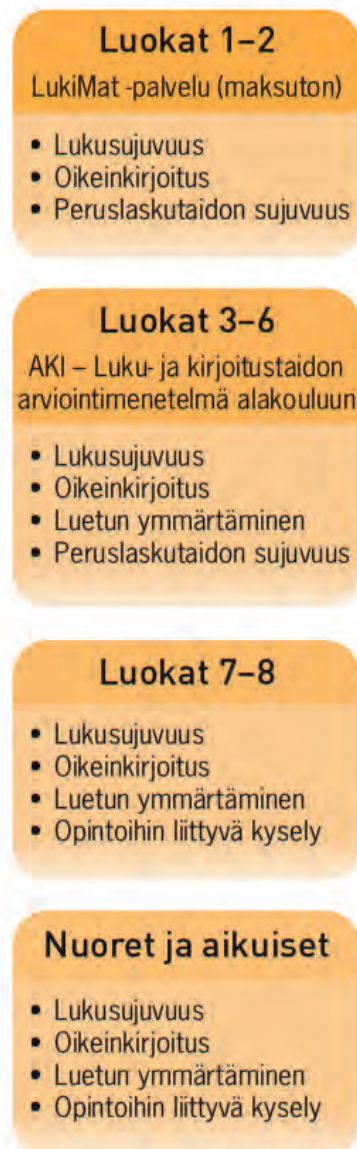 Luokat 1–2
LukiMat -palvelu (maksuton)
• Lukusujuvuus
• Oikeinkirjoitus
• Peruslaskutaidon sujuvuus
Luokat 3–6
AKI – Luku- ja kirjoitustaidon
arviointimenetelmä alakouluun
• Lukusujuvuus
• Oikeinkirjoitus
• Luetun ymmärtäminen
• Peruslaskutaidon sujuvuus
Luokat 7–8
• Lukusujuvuus
• Oikeinkirjoitus
• Luetun ymmärtäminen
• Opintoihin liittyvä kysely
Nuoret ja aikuiset
• Lukusujuvuus
• Oikeinkirjoitus
• Luetun ymmärtäminen
• Opintoihin liittyvä kysely